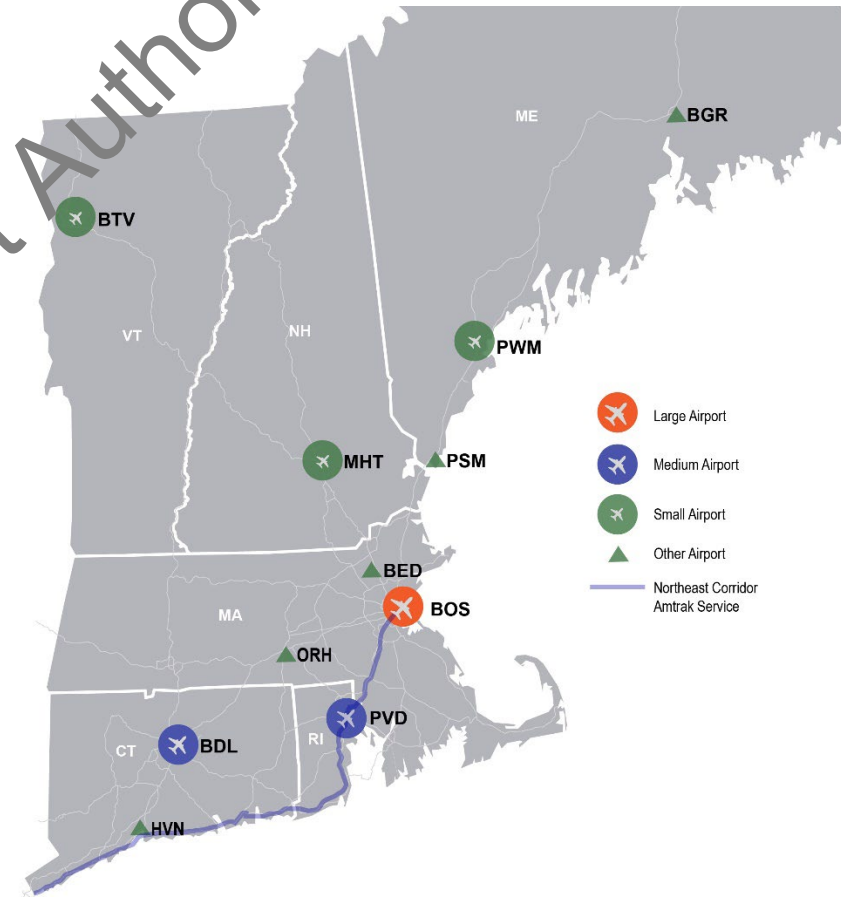 Author
ME
BGR
BTV
VT
NH
PWM
MHT
PSM
Large Airport
Medium Airport
Small Airport
Other Airport
Northeast Corridor
Amtrak Service
BED
BOS
MA
ORH
PVD
RI
CT
BDL
HVN